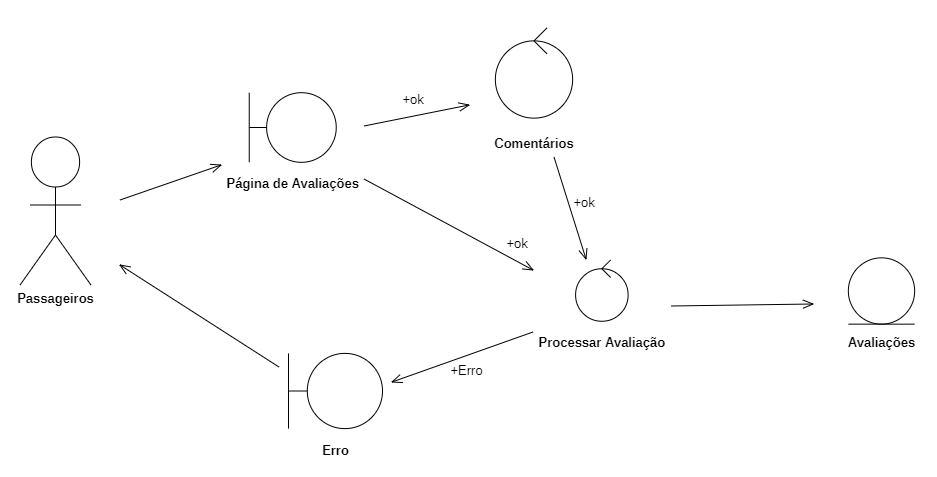 +ok
Comentários
Página de Avaliações
+ok
+ok
Passageiros
Processar Avaliação
Avaliações
+Erro
Erro